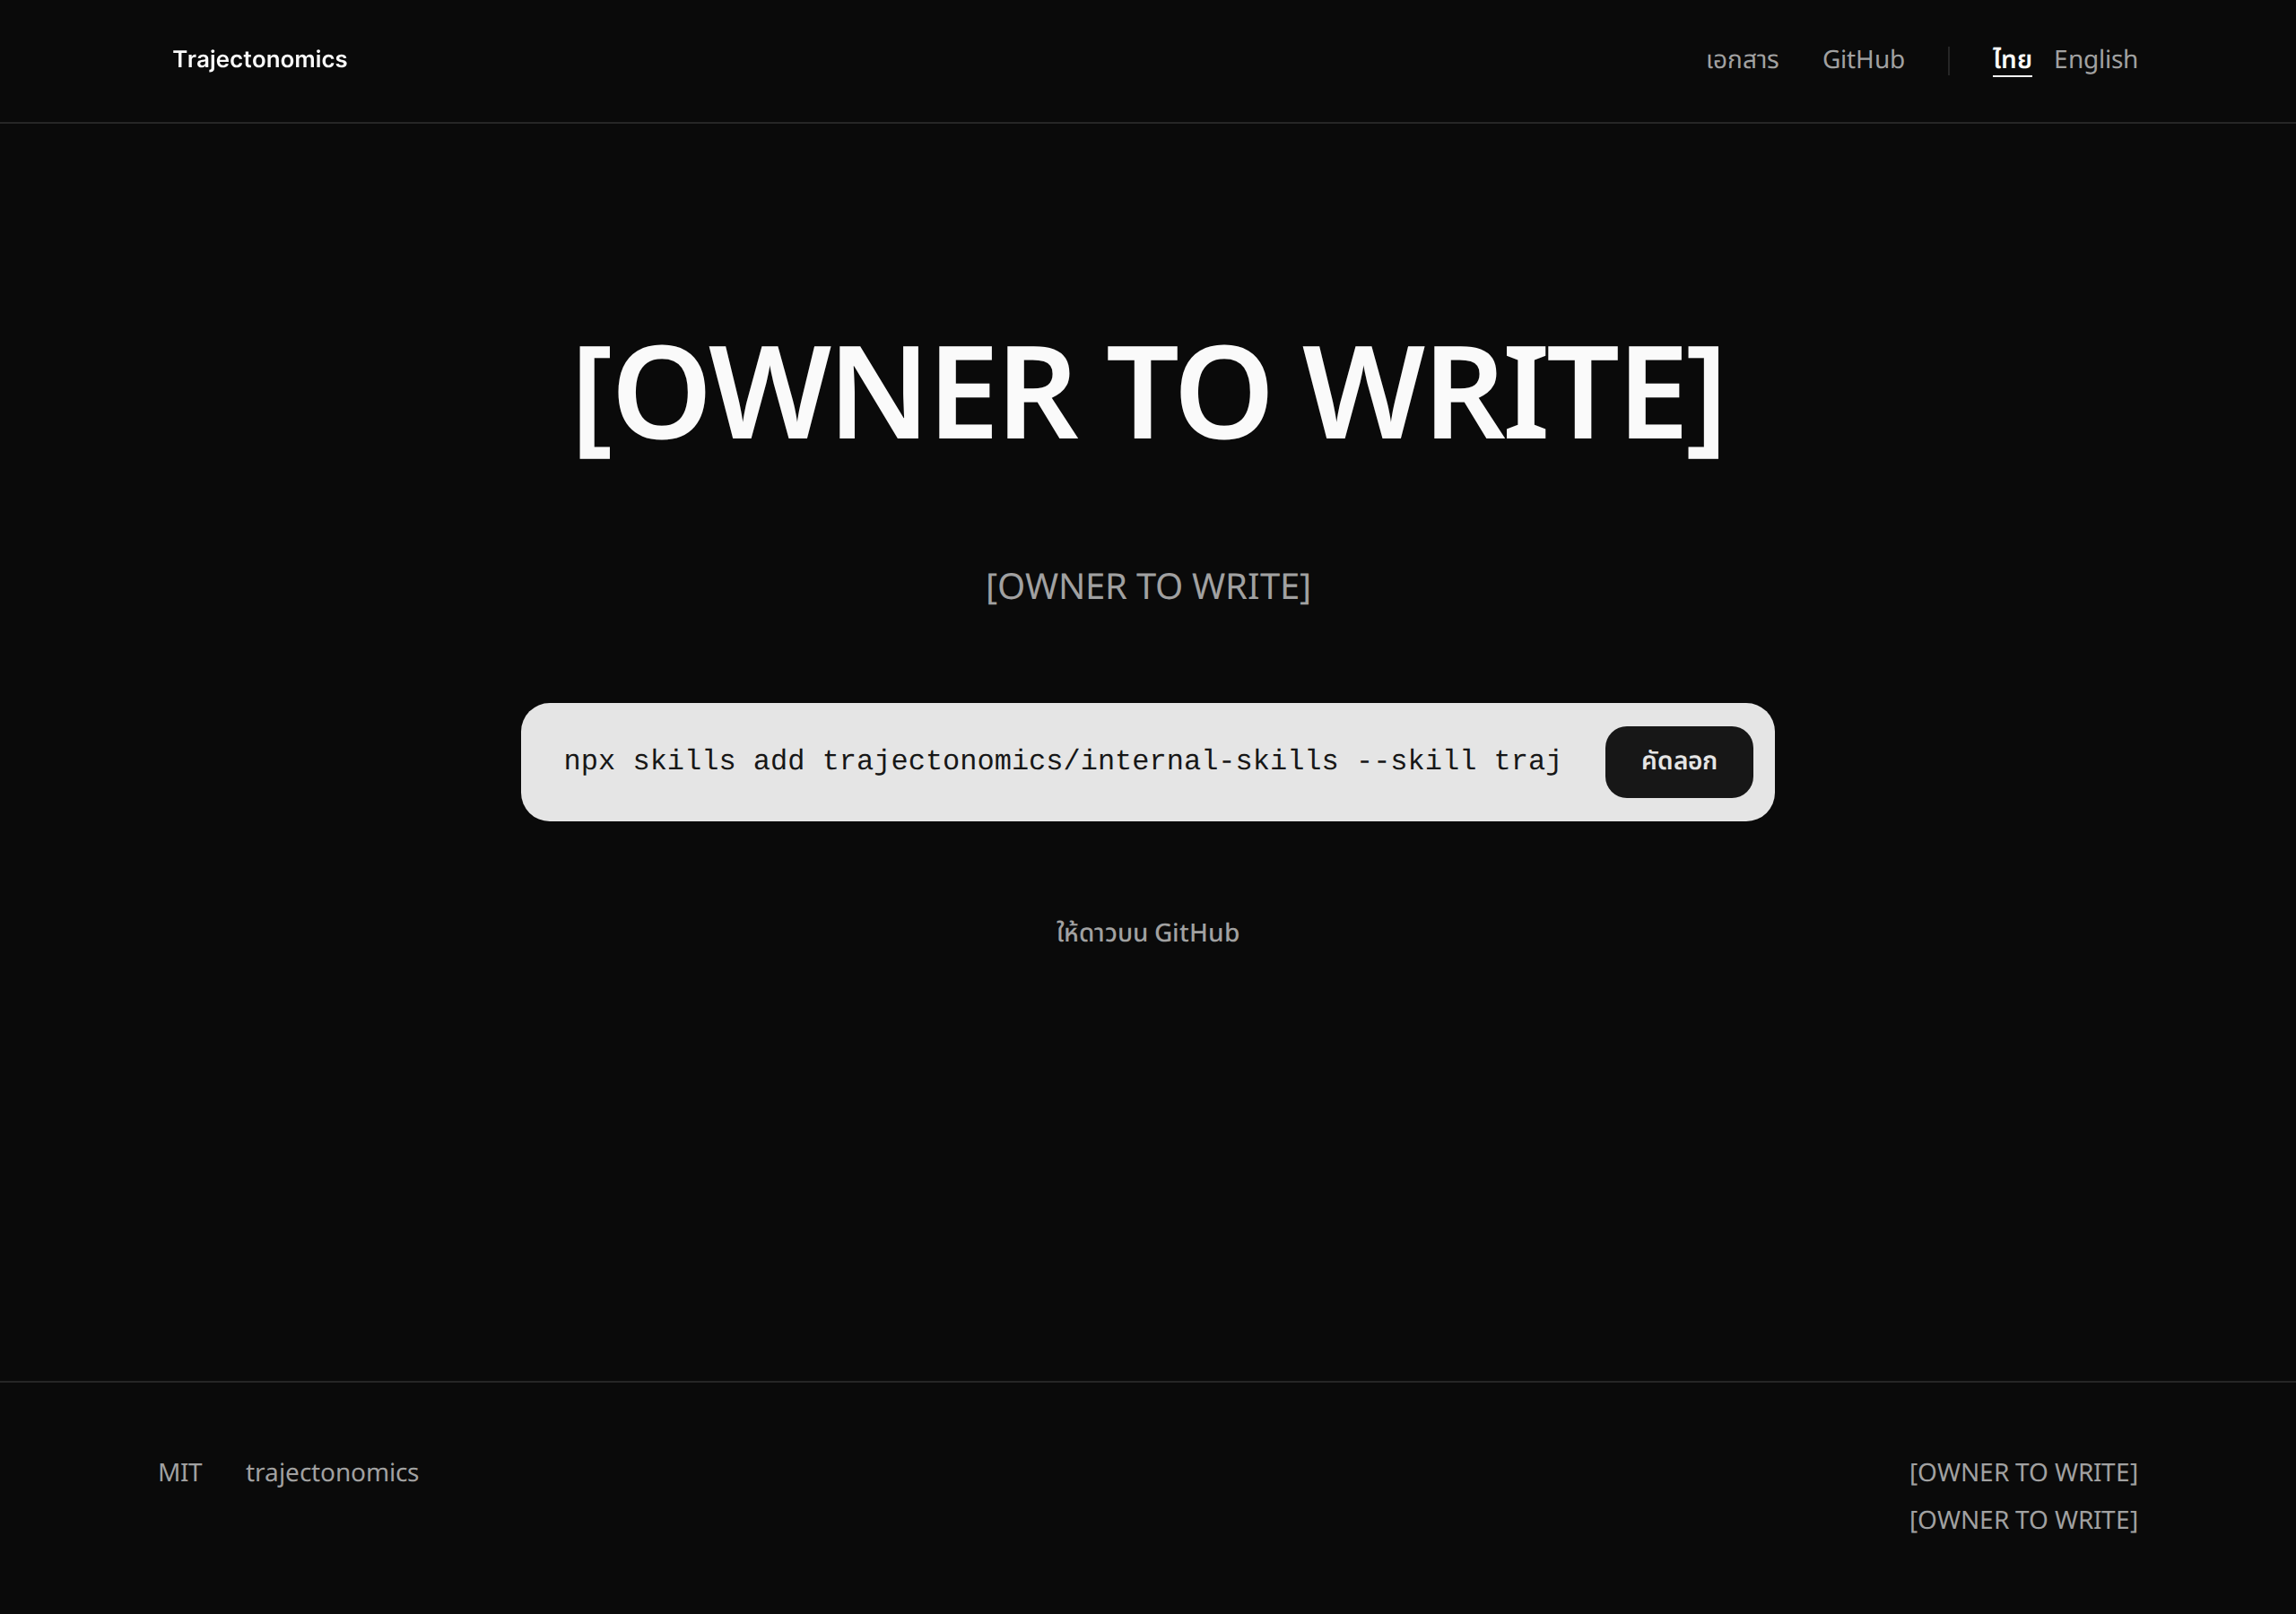 Trajectonomics
เอกสาร GitHub ไทย English
[OWNER TO WRITE]
[OWNER TO WRITE]
npx skills add trajectonomics/internal-skills --skill traj
คัดลอก
ให้ดาวบน GitHub
MIT trajectonomics
[OWNER TO WRITE]
[OWNER TO WRITE]